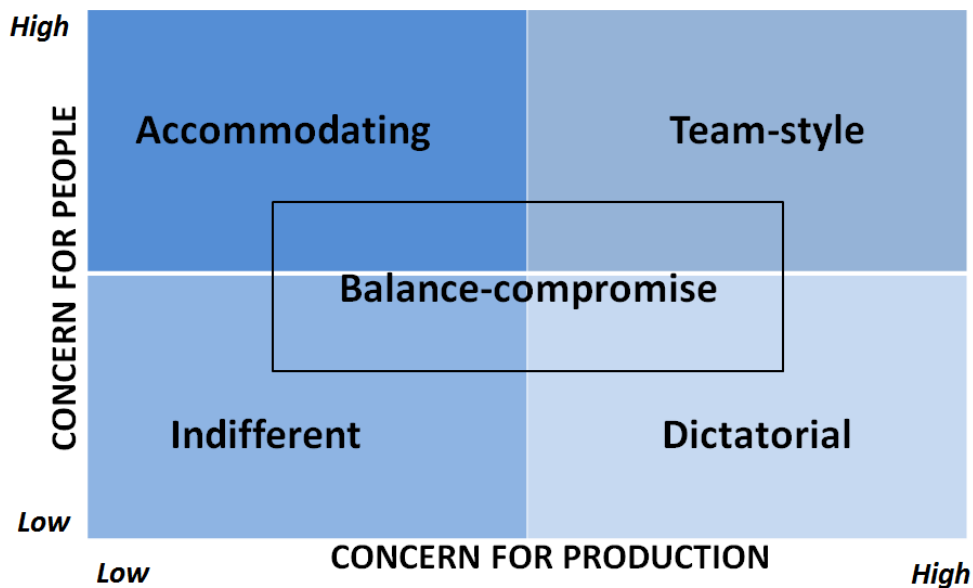 High
CONCERN FOR PEOPLE
Accommodating
Team-style
Balance-compromise
Indifferent
Dictatorial
Low
CONCERN FOR PRODUCTION
Low
High